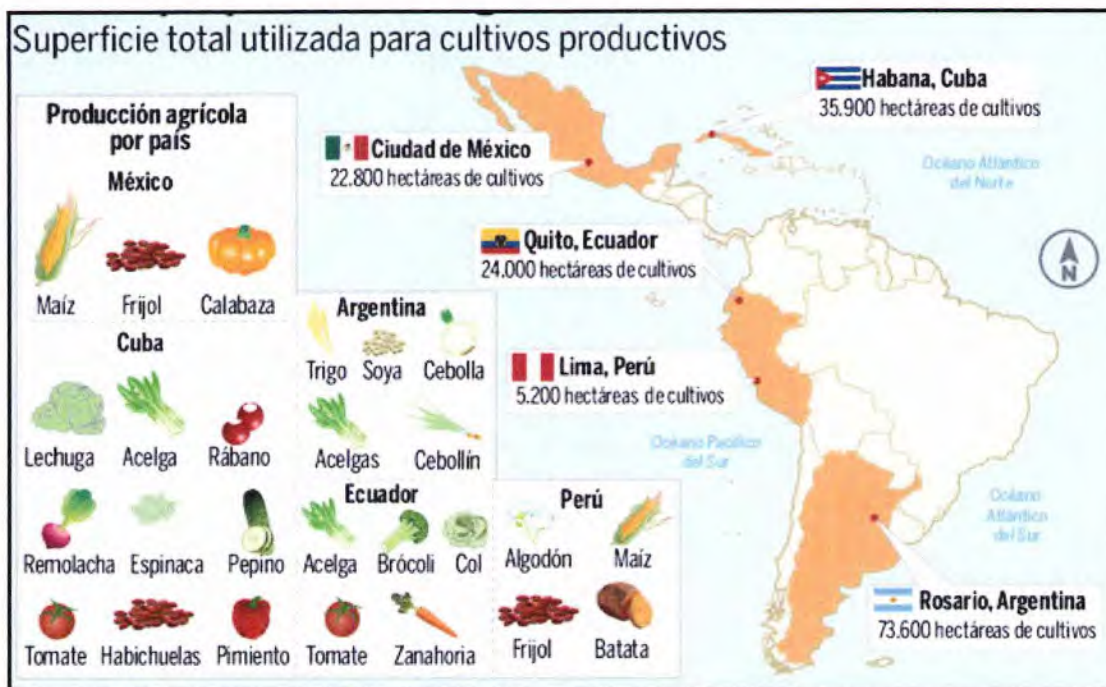 Superficie total utilizada para cultivos productivos
Producción agrícola
por país
México
Maíz Frijol Calabaza
Cuba
Lechuga Acelga Rábano
Remolacha Espinaca Pepino
Tomate Habichuelas Pimiento
Argentina
Trigo Soya Cebolla
Acelgas Cebollín
Ecuador
Acelga Brócoli Col
Tomate Zanahoria
Perú
Algodón Maíz
Frijol Batata
Habana, Cuba
35.900 hectáreas de cultivos
Ciudad de México
22.800 hectáreas de cultivos
Océano Atlántico
del Norte
Quito, Ecuador
24.000 hectáreas de cultivos
N
Lima, Perú
5.200 hectáreas de cultivos
Océano Pacífico
del Sur
Océano
Atlántico
del Sur
Rosario, Argentina
73.600 hectáreas de cultivos